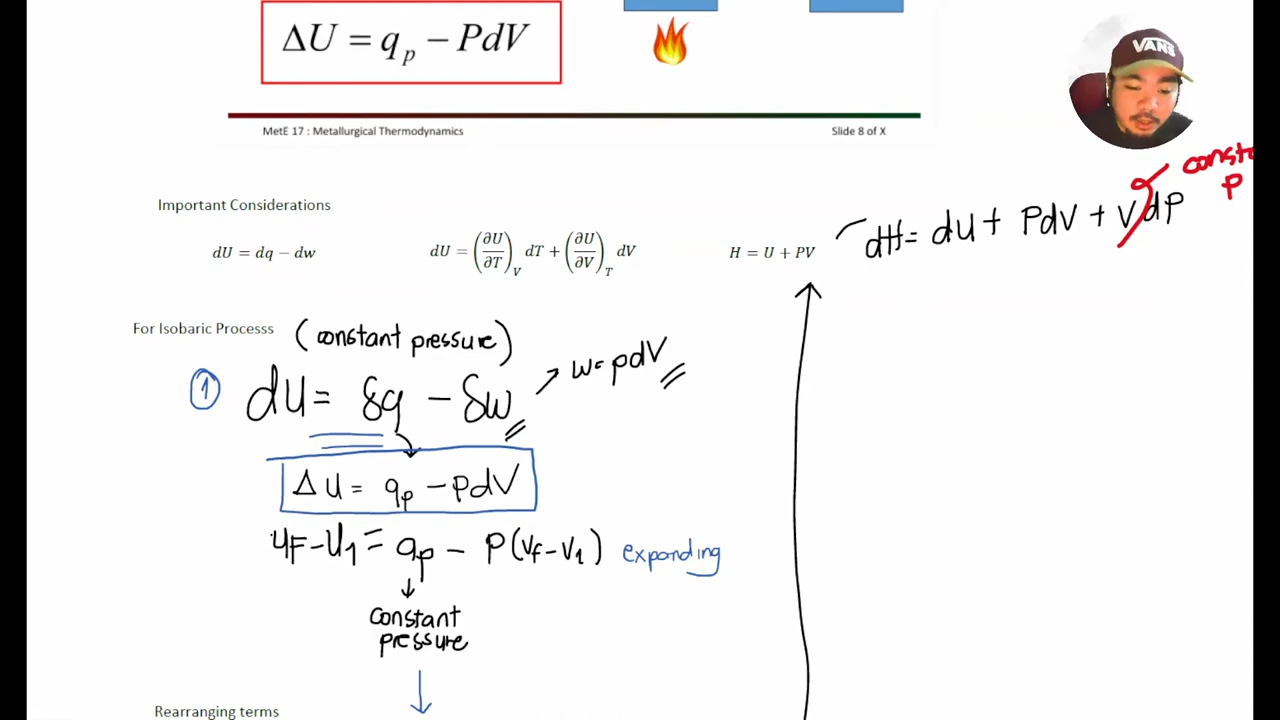 ΔU = q_p − PdV
VANS
MetE 17 : Metallurgical Thermodynamics
Slide 8 of X
const
P
Important Considerations
dU = dq − dw
dU = (∂U/∂T)_V dT + (∂U/∂V)_T dV
H = U + PV
dH = dU + PdV + VdP
For Isobaric Processs
(constant pressure)
① dU = δq − δw
w = pdV
ΔU = q_p − pdV
U_F − U_1 = q_p − P(V_f − V_1)
expanding
constant
pressure
Rearranging terms